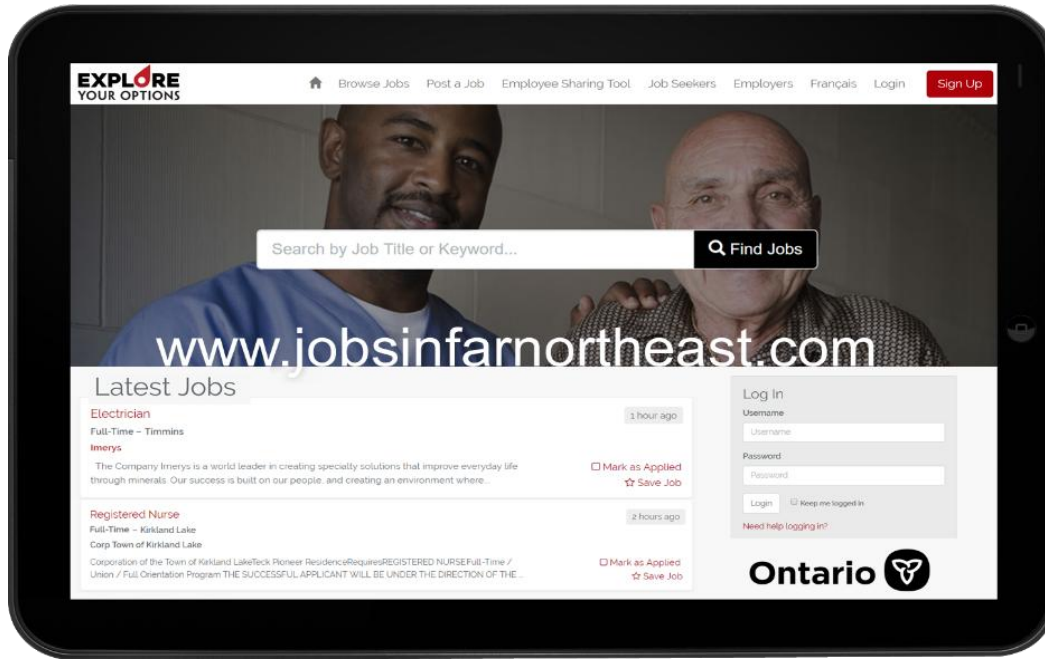 EXPLORE
YOUR OPTIONS
Browse Jobs Post a Job Employee Sharing Tool Job Seekers Employers Français Login Sign Up
Search by Job Title or Keyword... Find Jobs
www.jobsinfarnortheast.com
Latest Jobs
Electrician 1 hour ago
Full-Time – Timmins
Imerys
The Company Imerys is a world leader in creating specialty solutions that improve everyday life
through minerals. Our success is built on our people, and creating an environment where...
Mark as Applied
Save Job
Registered Nurse 2 hours ago
Full-Time – Kirkland Lake
Corp Town of Kirkland Lake
Corporation of the Town of Kirkland LakeTeck Pioneer ResidenceRequiresREGISTERED NURSEFull-Time /
Union / Full Orientation Program THE SUCCESSFUL APPLICANT WILL BE UNDER THE DIRECTION OF THE...
Mark as Applied
Save Job
Log In
Username
Username
Password
Password
Login Keep me logged in
Need help logging in?
Ontario